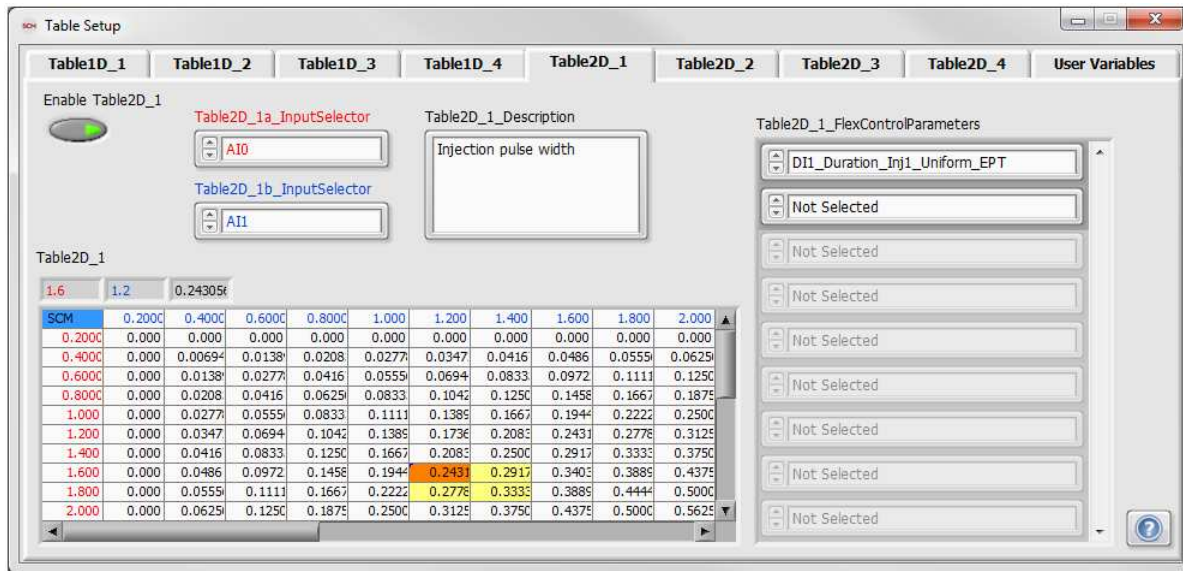 SCM Table Setup
Table1D_1 Table1D_2 Table1D_3 Table1D_4 Table2D_1 Table2D_2 Table2D_3 Table2D_4 User Variables
Enable Table2D_1
Table2D_1a_InputSelector
AI0
Table2D_1b_InputSelector
AI1
Table2D_1_Description
Injection pulse width
Table2D_1_FlexControlParameters
DI1_Duration_Inj1_Uniform_EPT
Not Selected
Not Selected
Not Selected
Not Selected
Not Selected
Not Selected
Not Selected
Not Selected
Table2D_1
1.6 1.2 0.243056
SCM 0.2000 0.4000 0.6000 0.8000 1.000 1.200 1.400 1.600 1.800 2.000
0.2000 0.000 0.000 0.000 0.000 0.000 0.000 0.000 0.000 0.000 0.000
0.4000 0.000 0.00694 0.0138 0.0208 0.0277 0.0347 0.0416 0.0486 0.0555 0.0625
0.6000 0.000 0.0138 0.0277 0.0416 0.0555 0.0694 0.0833 0.0972 0.1111 0.1250
0.8000 0.000 0.0208 0.0416 0.0625 0.0833 0.1042 0.1250 0.1458 0.1667 0.1875
1.000 0.000 0.0277 0.0555 0.0833 0.1111 0.1389 0.1667 0.1944 0.2222 0.2500
1.200 0.000 0.0347 0.0694 0.1042 0.1389 0.1736 0.2083 0.2431 0.2778 0.3125
1.400 0.000 0.0416 0.0833 0.1250 0.1667 0.2083 0.2500 0.2917 0.3333 0.3750
1.600 0.000 0.0486 0.0972 0.1458 0.1944 0.2431 0.2917 0.3403 0.3889 0.4375
1.800 0.000 0.0555 0.1111 0.1667 0.2222 0.2778 0.3333 0.3889 0.4444 0.5000
2.000 0.000 0.0625 0.1250 0.1875 0.2500 0.3125 0.3750 0.4375 0.5000 0.5625